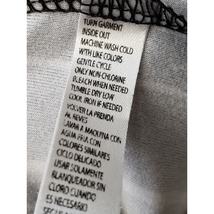 TURN GARMENT
INSIDE OUT
MACHINE WASH COLD
WITH LIKE COLORS
GENTLE CYCLE
ONLY NON-CHLORINE
BLEACH WHEN NEEDED
TUMBLE DRY LOW
COOL IRON IF NEEDED
VOLTEE LA PRENDA
AL REVES
LAVAR A MAQUINA CON
AGUA FRIA CON
COLORES SIMILARES
CICLO DELICADO
USAR SOLAMENTE
BLANQUEADOR SIN
CLORO CUANDO
ES NECESARIO